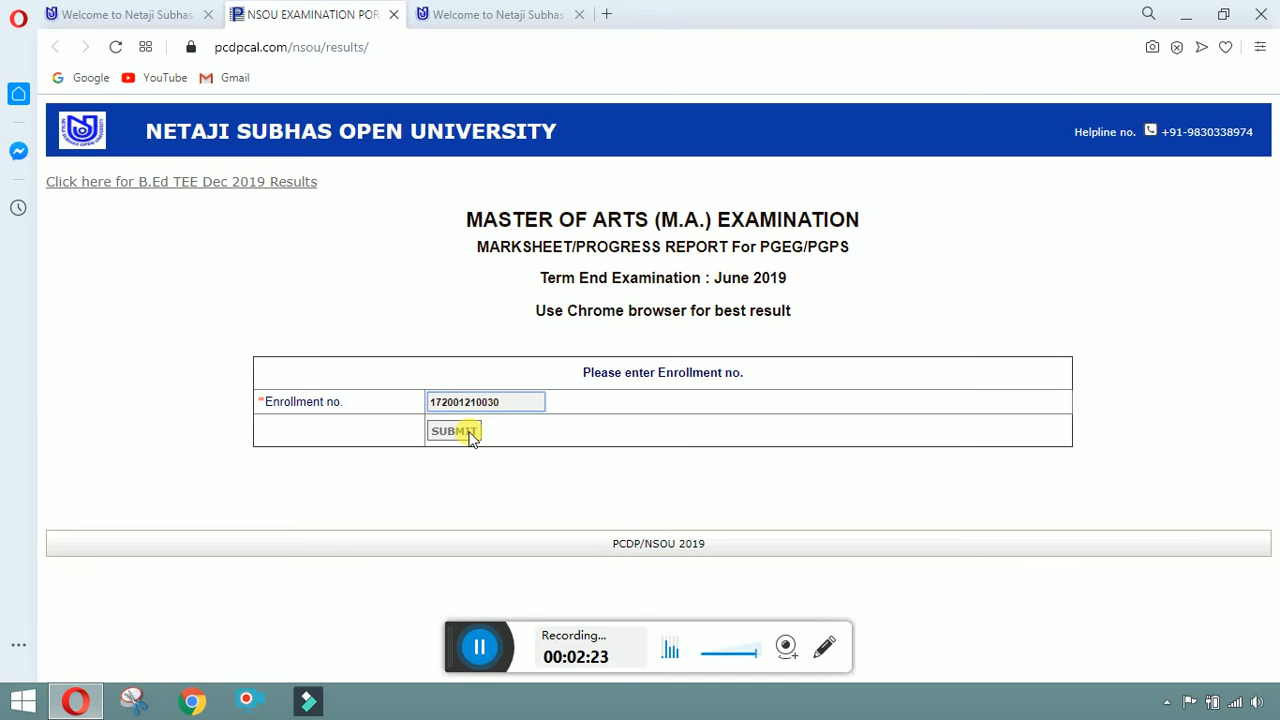 Welcome to Netaji Subhas
NSOU EXAMINATION POR
Welcome to Netaji Subhas
pcdpcal.com/nsou/results/
Google
YouTube
Gmail
NETAJI SUBHAS OPEN UNIVERSITY
Helpline no. +91-9830338974
Click here for B.Ed TEE Dec 2019 Results
MASTER OF ARTS (M.A.) EXAMINATION
MARKSHEET/PROGRESS REPORT For PGEG/PGPS
Term End Examination : June 2019
Use Chrome browser for best result
Please enter Enrollment no.
*Enrollment no. 172001210030
SUBMIT
PCDP/NSOU 2019
Recording...
00:02:23